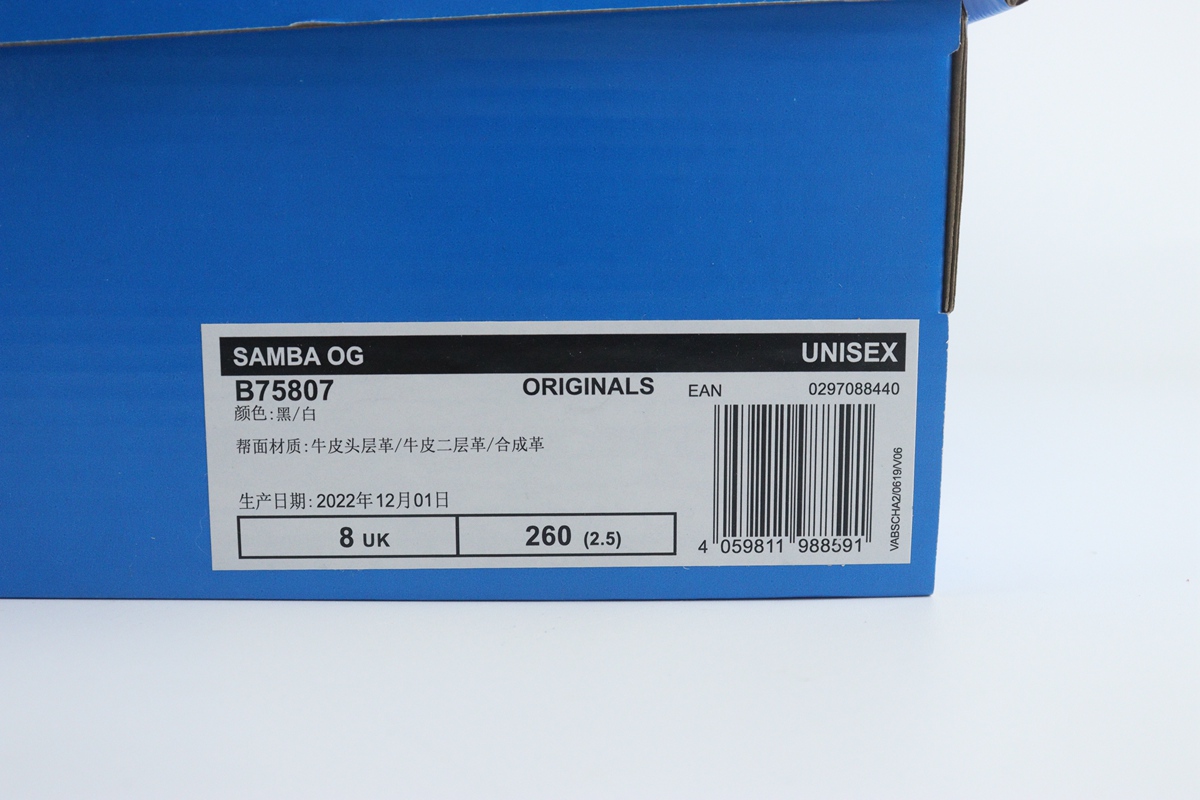 SAMBA OG UNISEX
B75807 ORIGINALS EAN 0297088440
颜色:黑/白
帮面材质:牛皮头层革/牛皮二层革/合成革
生产日期:2022年12月01日
8 UK 260 (2.5)
4 059811 988591
VABSCHA2/0619/V06